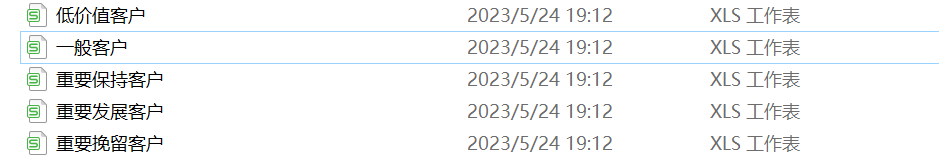 低价值客户 2023/5/24 19:12 XLS 工作表
一般客户 2023/5/24 19:12 XLS 工作表
重要保持客户 2023/5/24 19:12 XLS 工作表
重要发展客户 2023/5/24 19:12 XLS 工作表
重要挽留客户 2023/5/24 19:12 XLS 工作表